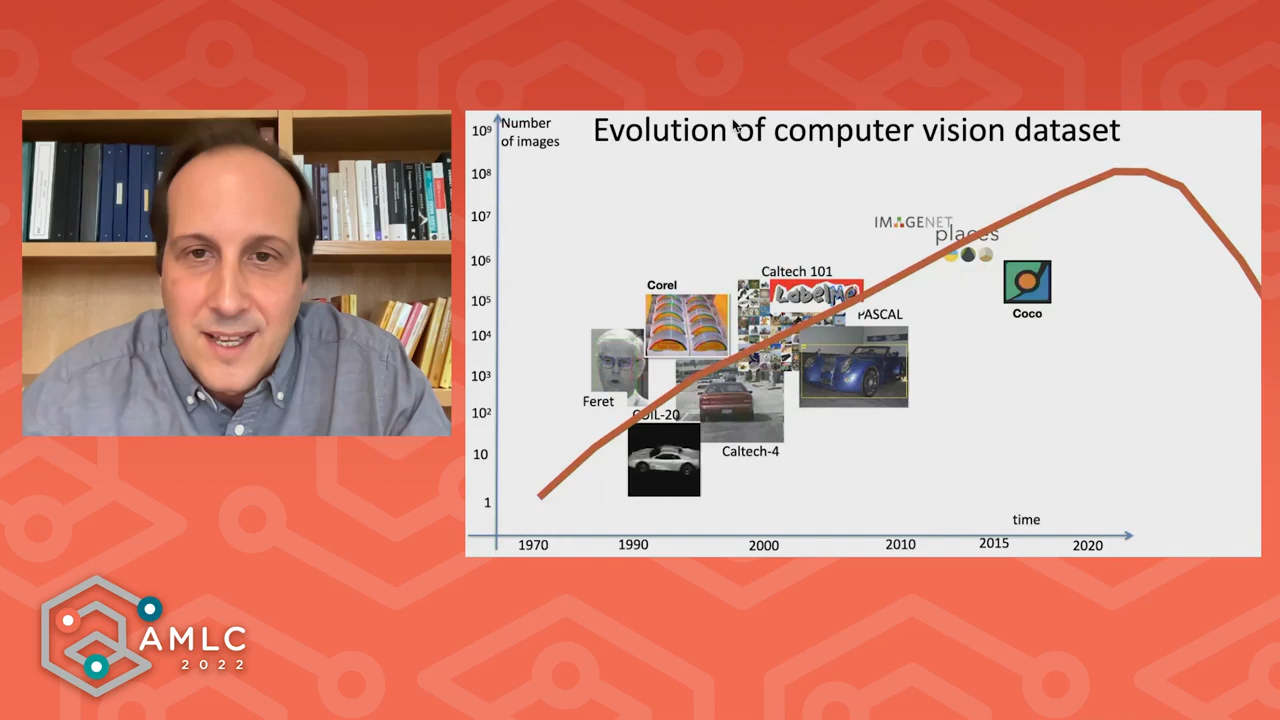 Evolution of computer vision dataset
Number
of images
10⁹
10⁸
10⁷
10⁶
10⁵
10⁴
10³
10²
10
1
IMAGENET
places
Caltech 101
LabelMe
Corel
PASCAL
Coco
Feret
COIL-20
Caltech-4
time
1970
1990
2000
2010
2015
2020
AMLC
2022